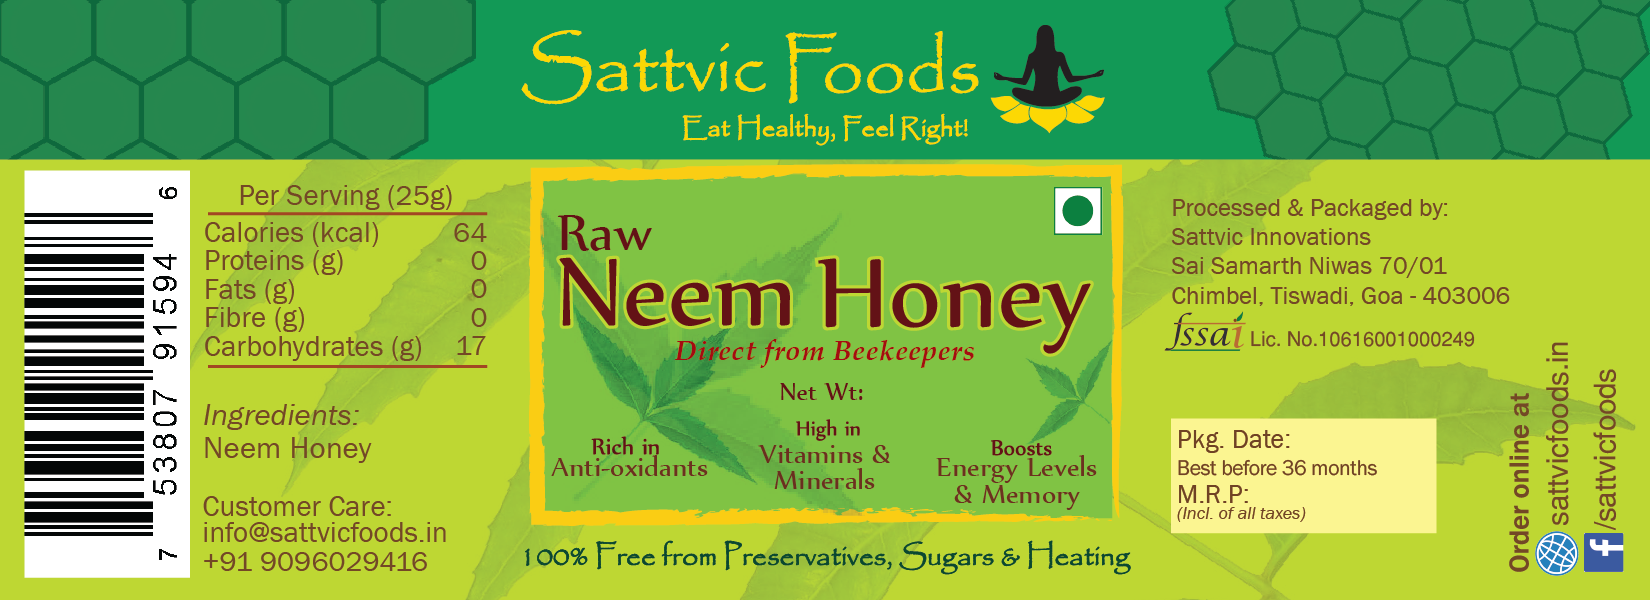 Sattvic Foods
Eat Healthy, Feel Right!
7 53807 91594 6
Per Serving (25g)
Calories (kcal) 64
Proteins (g) 0
Fats (g) 0
Fibre (g) 0
Carbohydrates (g) 17
Ingredients:
Neem Honey
Customer Care:
info@sattvicfoods.in
+91 9096029416
Raw
Neem Honey
Direct from Beekeepers
Net Wt:
Rich in
Anti-oxidants
High in
Vitamins &
Minerals
Boosts
Energy Levels
& Memory
100% Free from Preservatives, Sugars & Heating
Processed & Packaged by:
Sattvic Innovations
Sai Samarth Niwas 70/01
Chimbel, Tiswadi, Goa - 403006
fssai Lic. No.10616001000249
Pkg. Date:
Best before 36 months
M.R.P:
(Incl. of all taxes)
Order online at
sattvicfoods.in
f/sattvicfoods